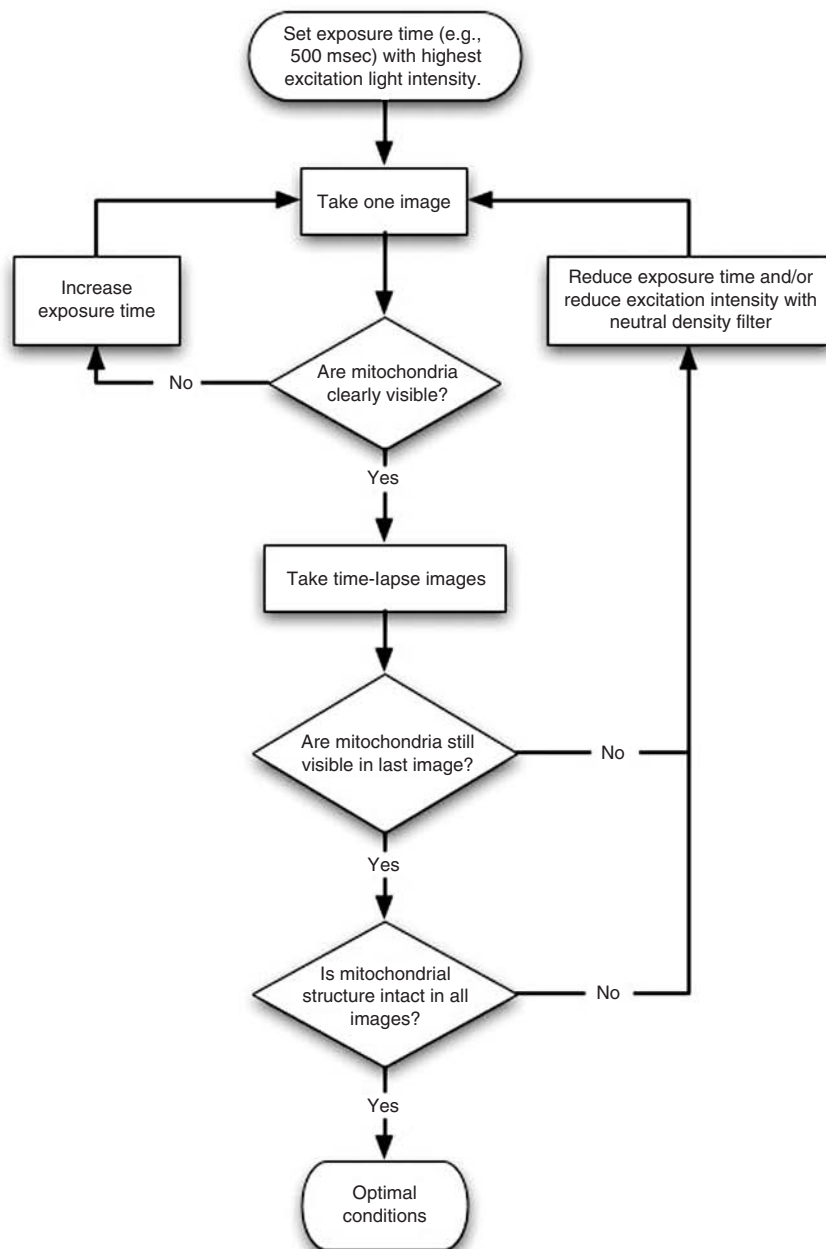 Set exposure time (e.g.,
500 msec) with highest
excitation light intensity.
Take one image
Increase
exposure time
Reduce exposure time and/or
reduce excitation intensity with
neutral density filter
Are mitochondria
clearly visible?
No
Yes
Take time-lapse images
Are mitochondria still
visible in last image?
No
Yes
Is mitochondrial
structure intact in all
images?
No
Yes
Optimal
conditions